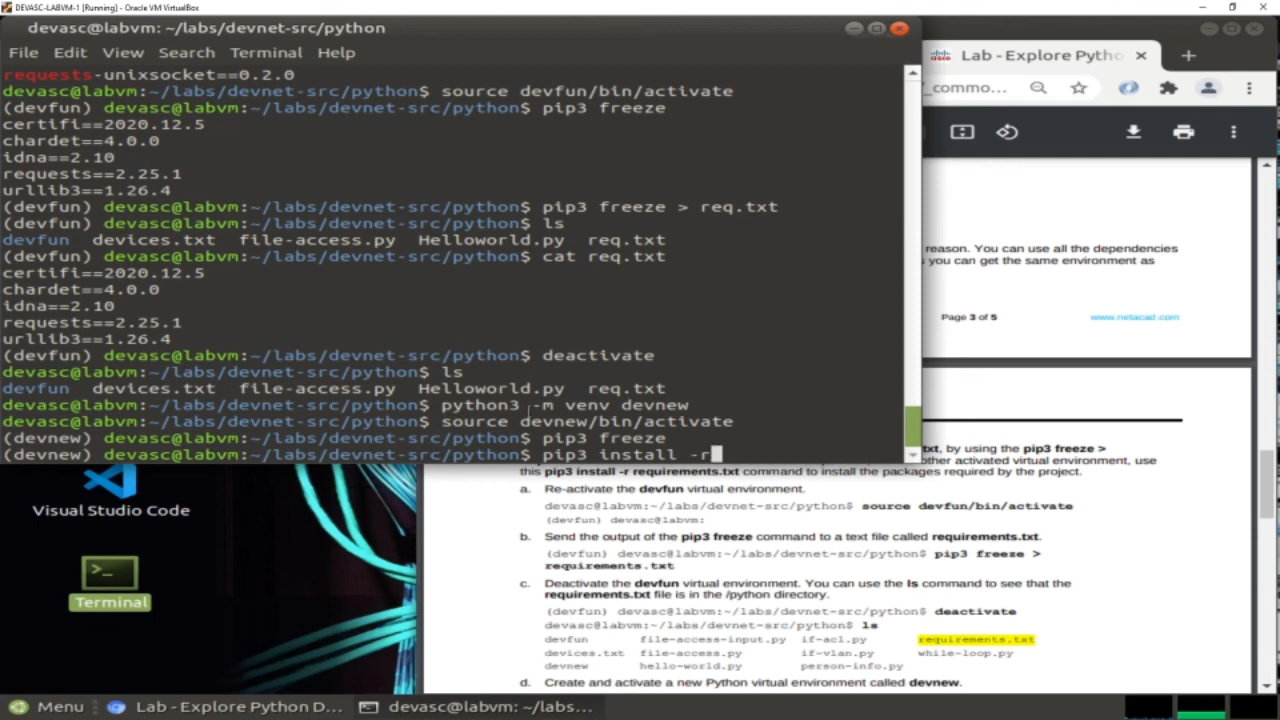 DEVASC-LABVM-1 [Running] - Oracle VM VirtualBox
devasc@labvm: ~/labs/devnet-src/python
File Edit View Search Terminal Help
requests-unixsocket==0.2.0
devasc@labvm:~/labs/devnet-src/python$ source devfun/bin/activate
(devfun) devasc@labvm:~/labs/devnet-src/python$ pip3 freeze
certifi==2020.12.5
chardet==4.0.0
idna==2.10
requests==2.25.1
urllib3==1.26.4
(devfun) devasc@labvm:~/labs/devnet-src/python$ pip3 freeze > req.txt
(devfun) devasc@labvm:~/labs/devnet-src/python$ ls
devfun devices.txt file-access.py Helloworld.py req.txt
(devfun) devasc@labvm:~/labs/devnet-src/python$ cat req.txt
certifi==2020.12.5
chardet==4.0.0
idna==2.10
requests==2.25.1
urllib3==1.26.4
(devfun) devasc@labvm:~/labs/devnet-src/python$ deactivate
devasc@labvm:~/labs/devnet-src/python$ ls
devfun devices.txt file-access.py Helloworld.py req.txt
devasc@labvm:~/labs/devnet-src/python$ python3 -m venv devnew
devasc@labvm:~/labs/devnet-src/python$ source devnew/bin/activate
(devnew) devasc@labvm:~/labs/devnet-src/python$ pip3 freeze
(devnew) devasc@labvm:~/labs/devnet-src/python$ pip3 install -r
cisco Lab - Explore Pytho
_commo...
reason. You can use all the dependencies
you can get the same environment as
Page 3 of 5 www.netacad.com
txt, by using the pip3 freeze >
other activated virtual environment, use
this pip3 install -r requirements.txt command to install the packages required by the project.
a. Re-activate the devfun virtual environment.
devasc@labvm:~/labs/devnet-src/python$ source devfun/bin/activate
(devfun) devasc@labvm:
b. Send the output of the pip3 freeze command to a text file called requirements.txt.
(devfun) devasc@labvm:~/labs/devnet-src/python$ pip3 freeze >
requirements.txt
c. Deactivate the devfun virtual environment. You can use the ls command to see that the
requirements.txt file is in the /python directory.
(devfun) devasc@labvm:~/labs/devnet-src/python$ deactivate
devasc@labvm:~/labs/devnet-src/python$ ls
devfun file-access-input.py if-acl.py requirements.txt
devices.txt file-access.py if-vlan.py while-loop.py
devnew hello-world.py person-info.py
d. Create and activate a new Python virtual environment called devnew.
Visual Studio Code
Terminal
Menu Lab - Explore Python D... devasc@labvm: ~/labs...